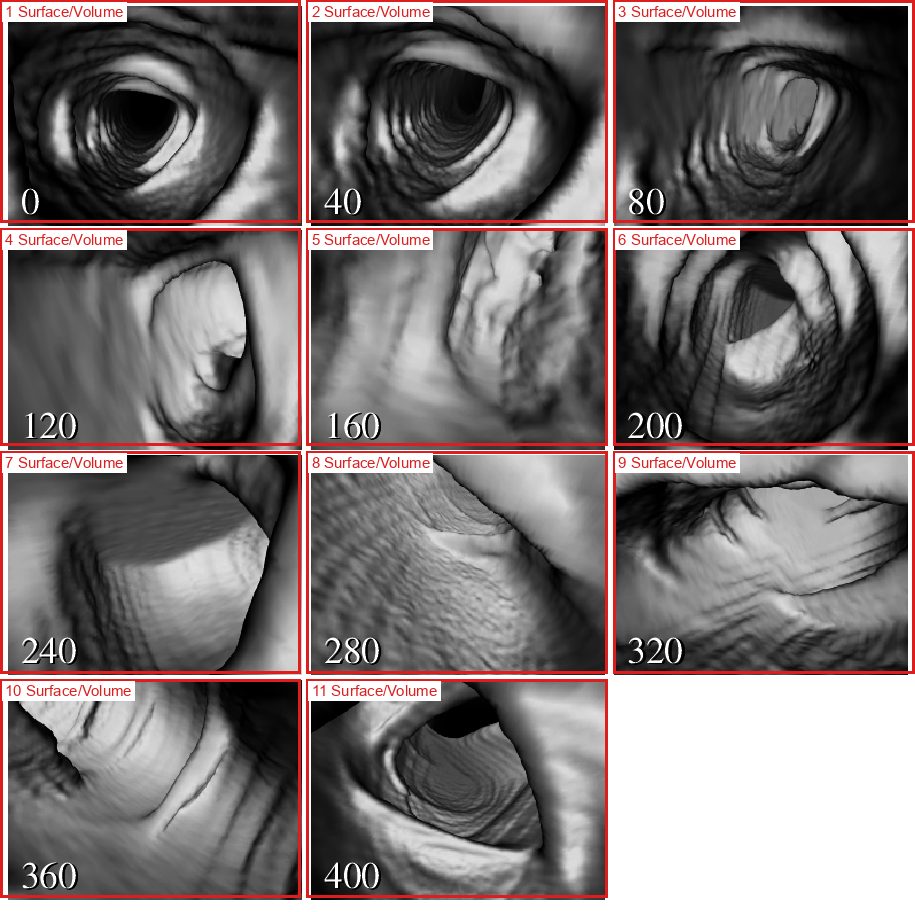 1 Surface/Volume
0
2 Surface/Volume
40
3 Surface/Volume
80
4 Surface/Volume
120
5 Surface/Volume
160
6 Surface/Volume
200
7 Surface/Volume
240
8 Surface/Volume
280
9 Surface/Volume
320
10 Surface/Volume
360
11 Surface/Volume
400